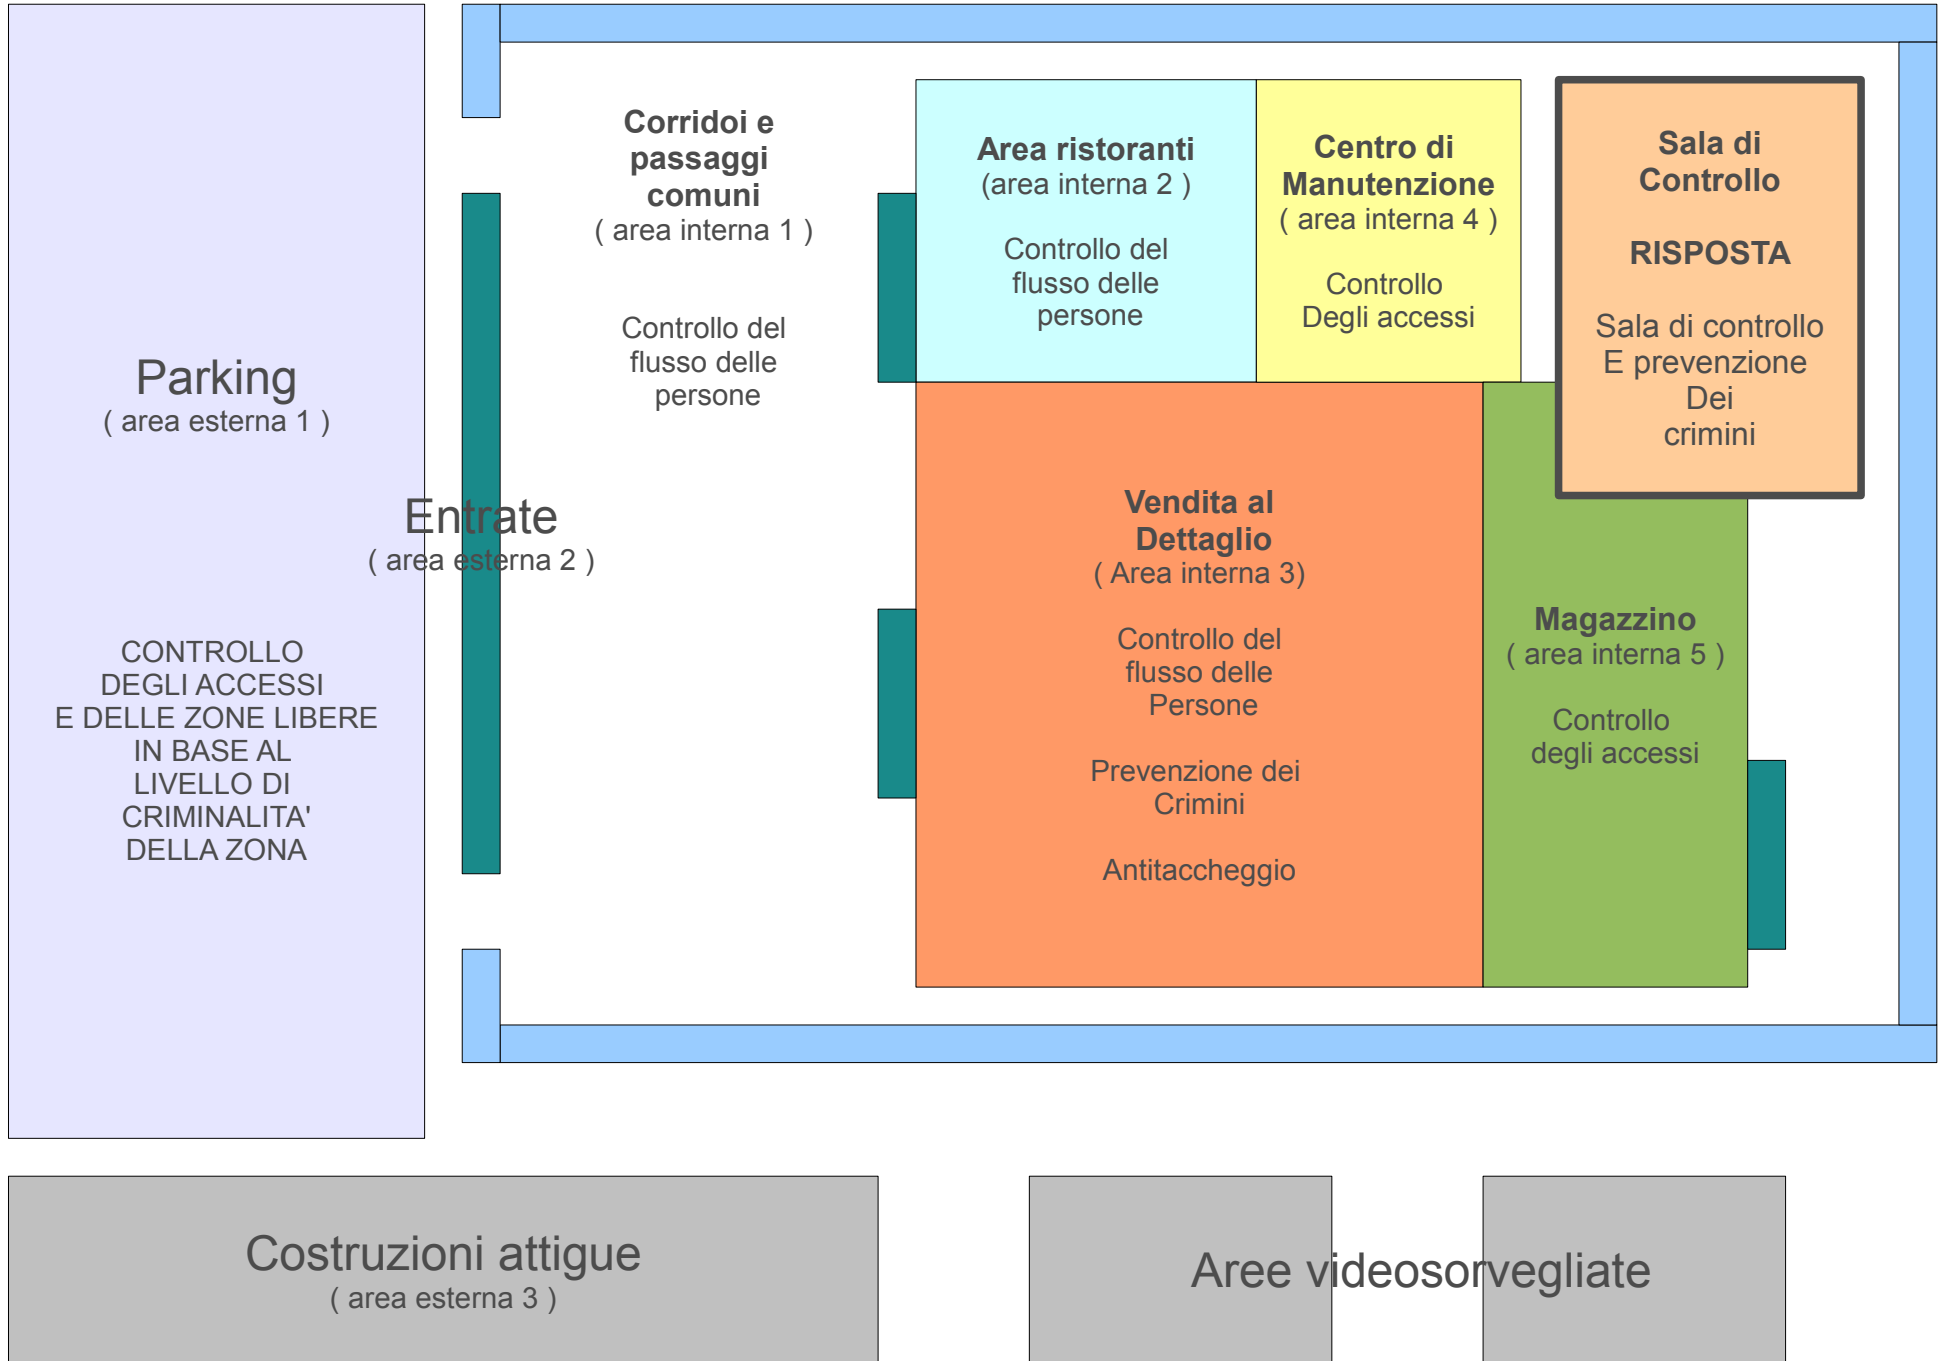 Parking
( area esterna 1 )
CONTROLLO
DEGLI ACCESSI
E DELLE ZONE LIBERE
IN BASE AL
LIVELLO DI
CRIMINALITA'
DELLA ZONA
Entrate
( area esterna 2 )
Corridoi e
passaggi
comuni
( area interna 1 )
Controllo del
flusso delle
persone
Area ristoranti
(area interna 2 )
Controllo del
flusso delle
persone
Centro di
Manutenzione
( area interna 4 )
Controllo
Degli accessi
Sala di
Controllo
RISPOSTA
Sala di controllo
E prevenzione
Dei
crimini
Vendita al
Dettaglio
( Area interna 3)
Controllo del
flusso delle
Persone
Prevenzione dei
Crimini
Antitaccheggio
Magazzino
( area interna 5 )
Controllo
degli accessi
Costruzioni attigue
( area esterna 3 )
Aree videosorvegliate